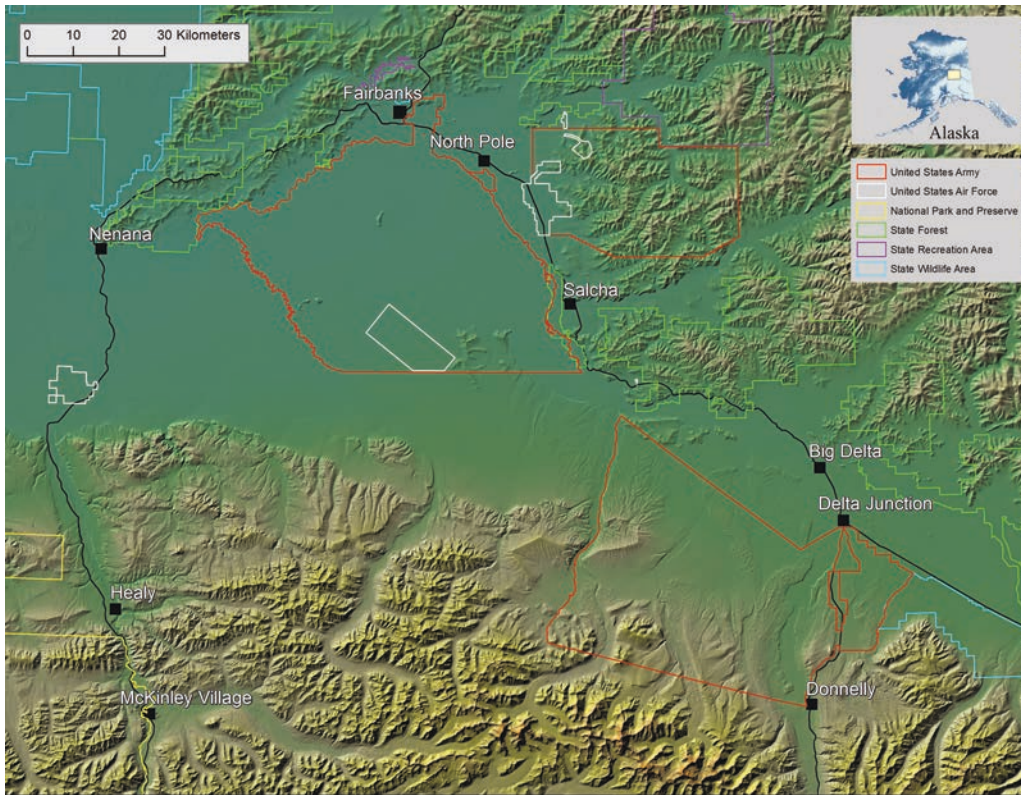 0 10 20 30 Kilometers
Fairbanks
North Pole
Nenana
Salcha
Big Delta
Delta Junction
Healy
McKinley Village
Donnelly
Alaska
United States Army
United States Air Force
National Park and Preserve
State Forest
State Recreation Area
State Wildlife Area